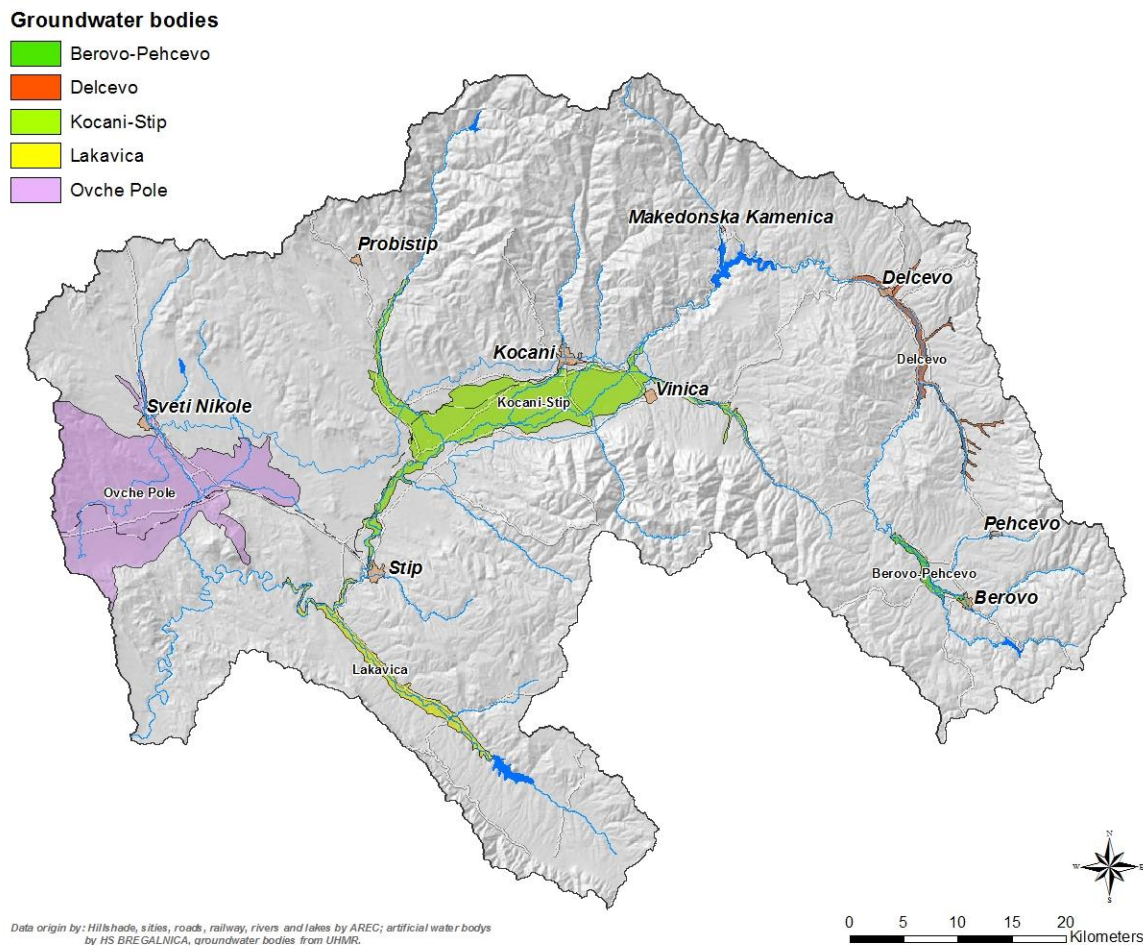 Groundwater bodies
Berovo-Pehcevo
Delcevo
Kocani-Stip
Lakavica
Ovche Pole
Makedonska Kamenica
Probistip
Delcevo
Kocani
Delcevo
Vinica
Kocani-Stip
Sveti Nikole
Ovche Pole
Pehcevo
Stip
Berovo-Pehcevo
Berovo
Lakavica
N
W E
S
0 5 10 15 20
Kilometers
Data origin by: Hillshade, sities, roads, railway, rivers and lakes by AREC; artificial water bodys
by HS BREGALNICA, groundwater bodies from UHMR.